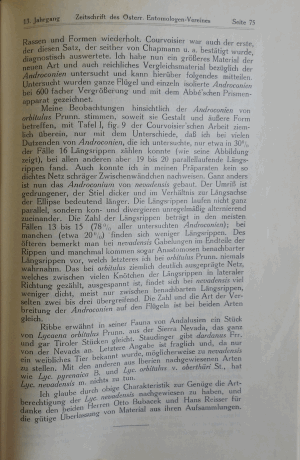 13. Jahrgang Zeitschrift des Österr. Entomologen-Vereines Seite 75
Rassen und Formen wiederholt. Courvoisier war auch der erste,
der diesen Satz, der seither von Chapmann u. a. bestätigt wurde,
diagnostisch auswertete. Ich habe nun ein größeres Material der
neuen Art und auch reichliches Vergleichsmaterial bezüglich der
Androconien untersucht und kann hierüber folgendes mitteilen.
Untersucht wurden ganze Flügel und einzeln isolierte Androconien
bei 600 facher Vergrößerung und mit dem Abbé'schen Prismen-
apparat gezeichnet.
Meine Beobachtungen hinsichtlich der Androconien von
orbitulus Prunn. stimmen, soweit sie Gestalt und äußere Form
betreffen, mit Tafel I, fig. 9 der Courvoisier'schen Arbeit ziem-
lich überein, nur mit dem Unterschiede, daß ich bei vielen
Dutzenden von Androconien, die ich untersuchte, nur etwa in 30%
der Fälle 16 Längsrippen zählen konnte (wie seine Abbildung
zeigt), bei allen anderen aber 19 bis 20 parallellaufende Längs-
rippen fand. Auch konnte ich in meinen Präparaten kein so
dichtes Netz schräger Zwischenwändchen nachweisen. Ganz anders
ist nun das Androconium von nevadensis gebaut. Der Umriß ist
gedrungener, der Stiel dicker und im Verhältnis zur Längsachse
der Ellipse bedeutend länger. Die Längsrippen laufen nicht ganz
parallel, sondern kon- und divergieren unregelmäßig alternierend
zueinander. Die Zahl der Längsrippen beträgt in den meisten
Fällen 13 bis 15 (78% aller untersuchten Androconien); bei
manchen (etwa 20%) finden sich weniger Längsrippen. Des
öfteren bemerkt man bei nevadensis Gabelungen im Endteile der
Rippen und manchmal kommen sogar Anastomosen benachbarter
Längsrippen vor, welch letzteres ich bei orbitulus Prunn. niemals
wahrnahm. Das bei orbitulus ziemlich deutlich ausgeprägte Netz,
welches zwischen vielen Knötchen der Längsrippen in lateraler
Richtung gezählt, ausgespannt ist, findet sich bei nevadensis viel
weniger dicht, meist nur zwischen benachbarten Längsrippen,
selten zwei bis drei übergreifend. Die Zahl und die Art der Ver-
breitung der Androconien auf den Flügeln ist bei beiden Arten
gleich.
Ribbe erwähnt in seiner Fauna von Andalusien ein Stück
von Lycaena orbitulus Prunn. aus der Sierra Nevada, das ganz
und gar Tiroler Stücken gleicht. Staudinger gibt dardanus Frr.
von der Nevada an. Letztere Angabe ist fraglich und, da nur
ein weibliches Tier bekannt wurde, möglicherweise zu nevadensis
zu stellen. Mit den anderen aus Iberien nachgewiesenen Arten
wie Lyc. pyrenaica B. und Lyc. orbitulus v. oberthüri St., hat
Lyc. nevadensis m. nichts zu tun.
Ich glaube durch obige Charakteristik zur Genüge die Art-
berechtigung der Lyc. nevadensis nachgewiesen zu haben, und
danke den beiden Herren Otto Bubacek und Hans Reisser für
die gütige Überlassung von Material aus ihren Aufsammlungen.